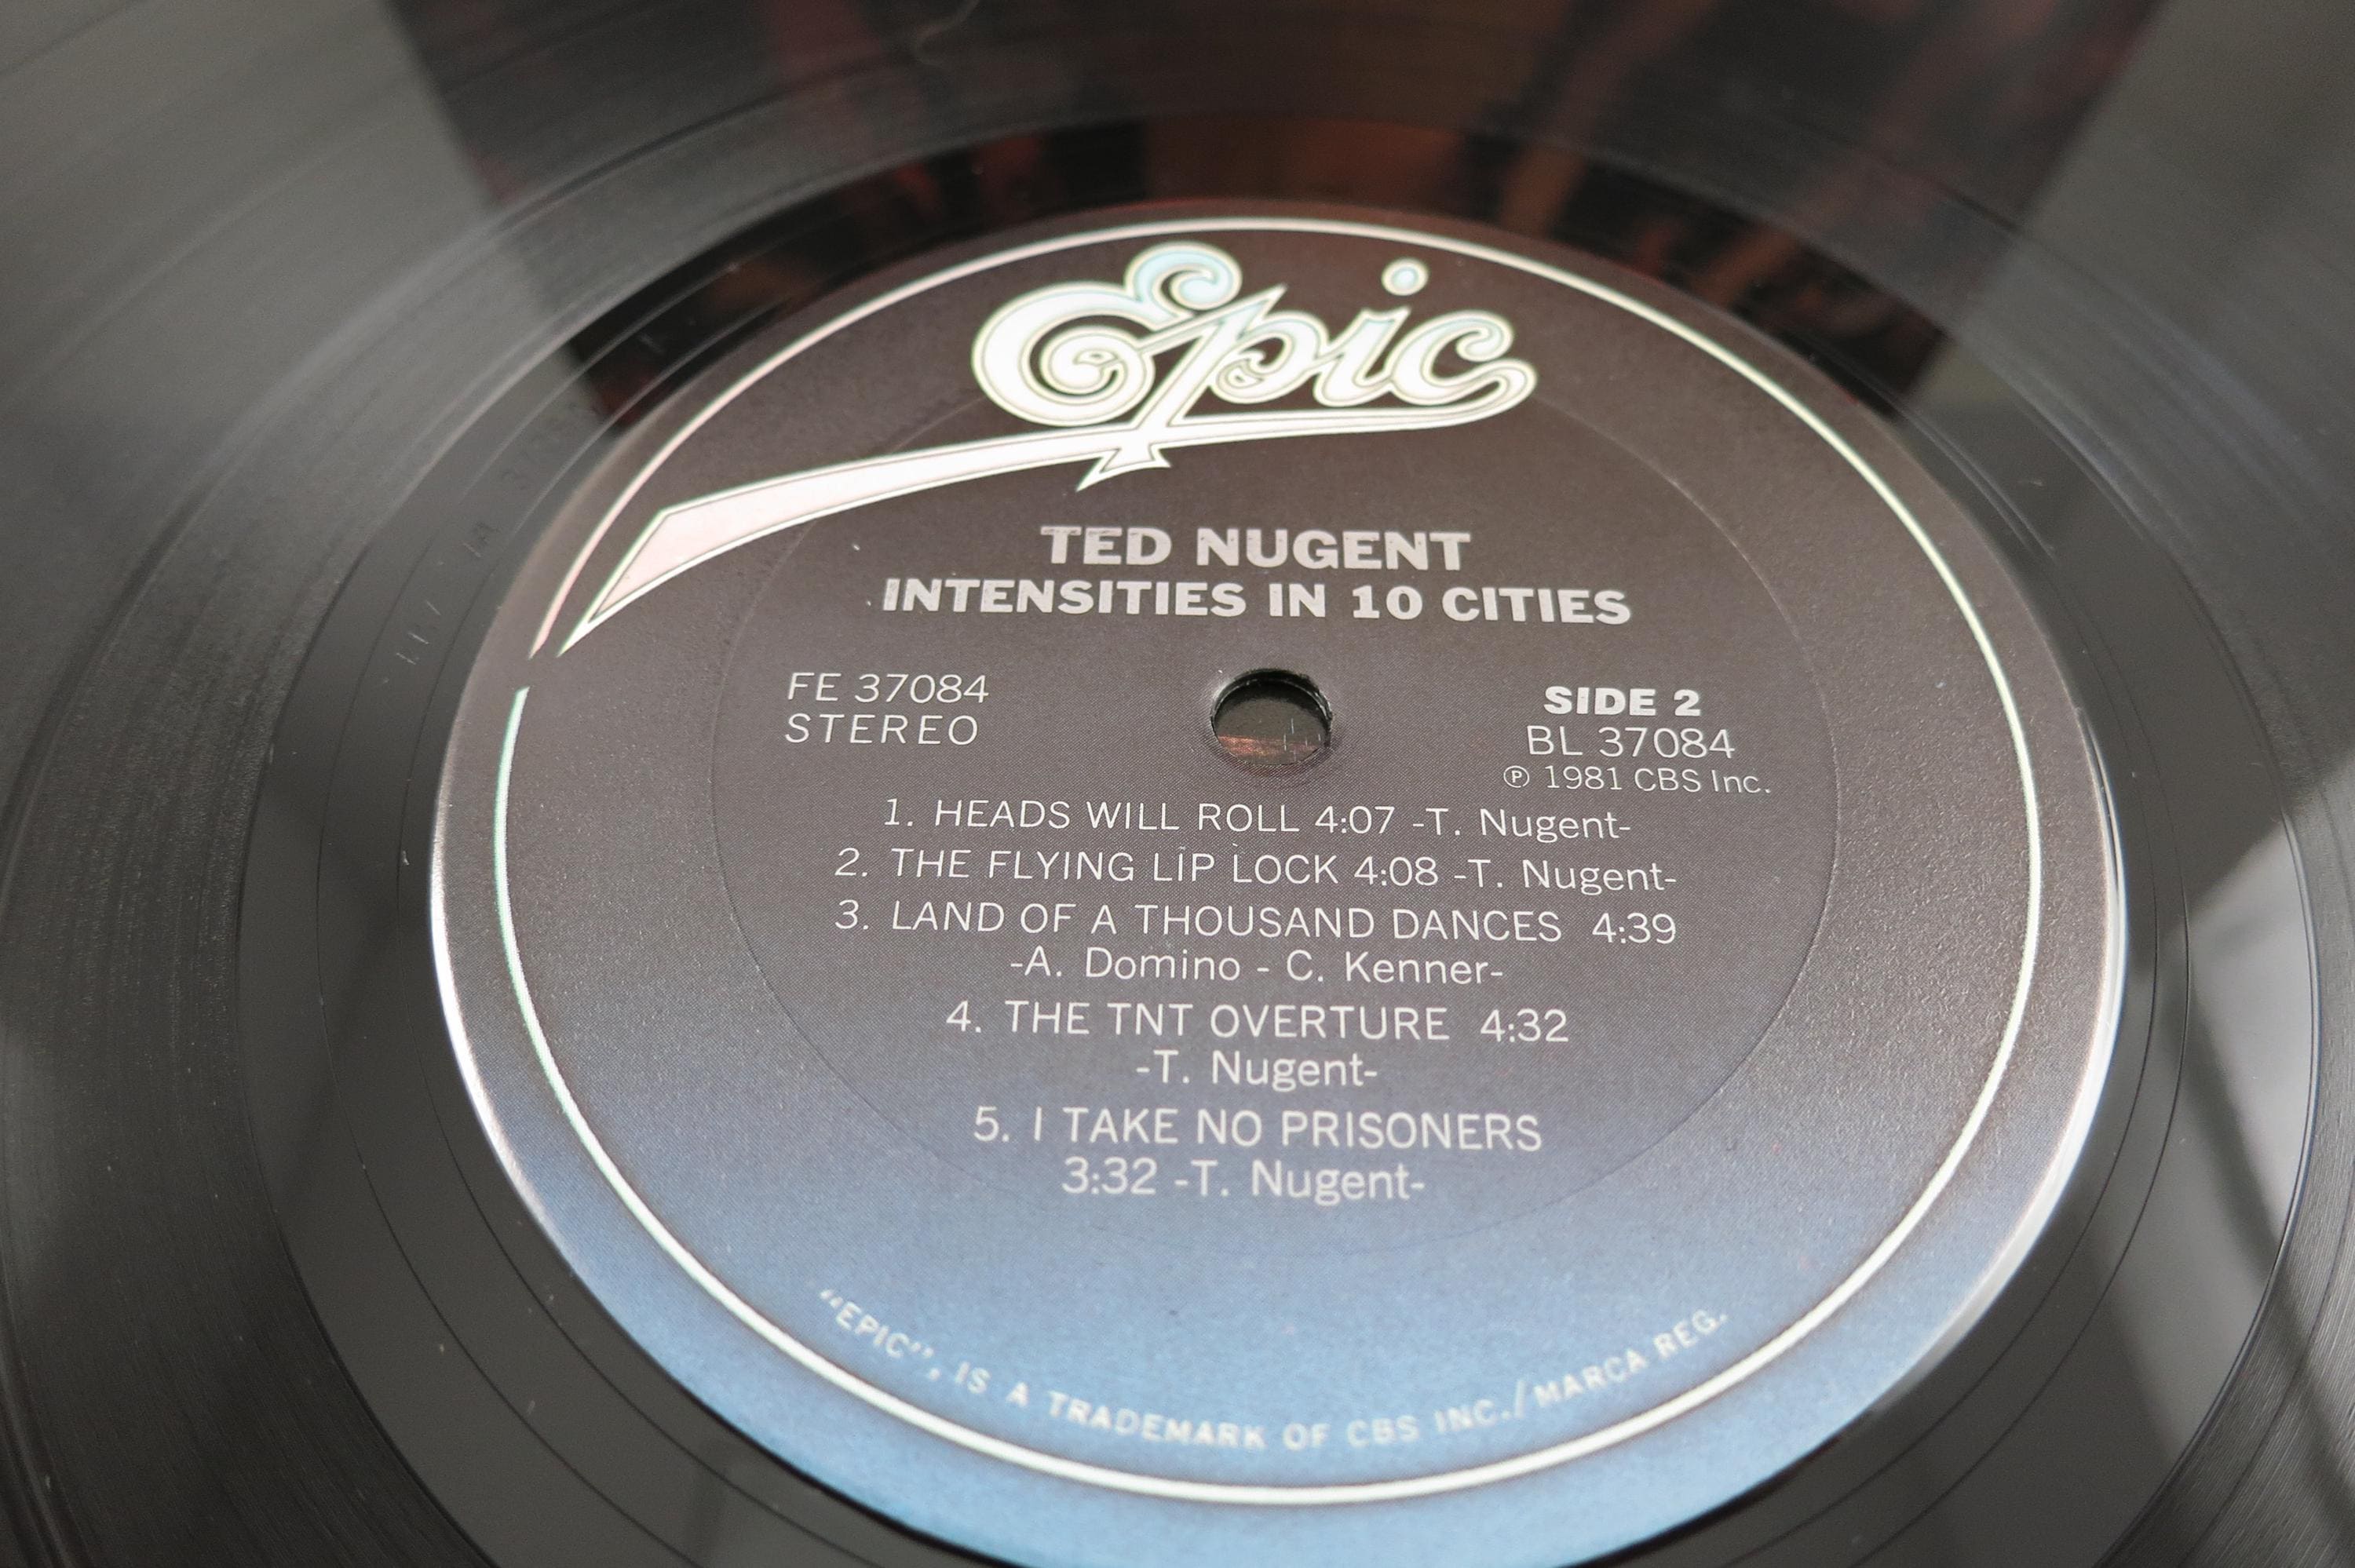 Epic
TED NUGENT
INTENSITIES IN 10 CITIES
FE 37084
STEREO
SIDE 2
BL 37084
℗ 1981 CBS Inc.
1. HEADS WILL ROLL 4:07 -T. Nugent-
2. THE FLYING LIP LOCK 4:08 -T. Nugent-
3. LAND OF A THOUSAND DANCES 4:39
-A. Domino - C. Kenner-
4. THE TNT OVERTURE 4:32
-T. Nugent-
5. I TAKE NO PRISONERS
3:32 -T. Nugent-
"EPIC", IS A TRADEMARK OF CBS INC./MARCA REG.